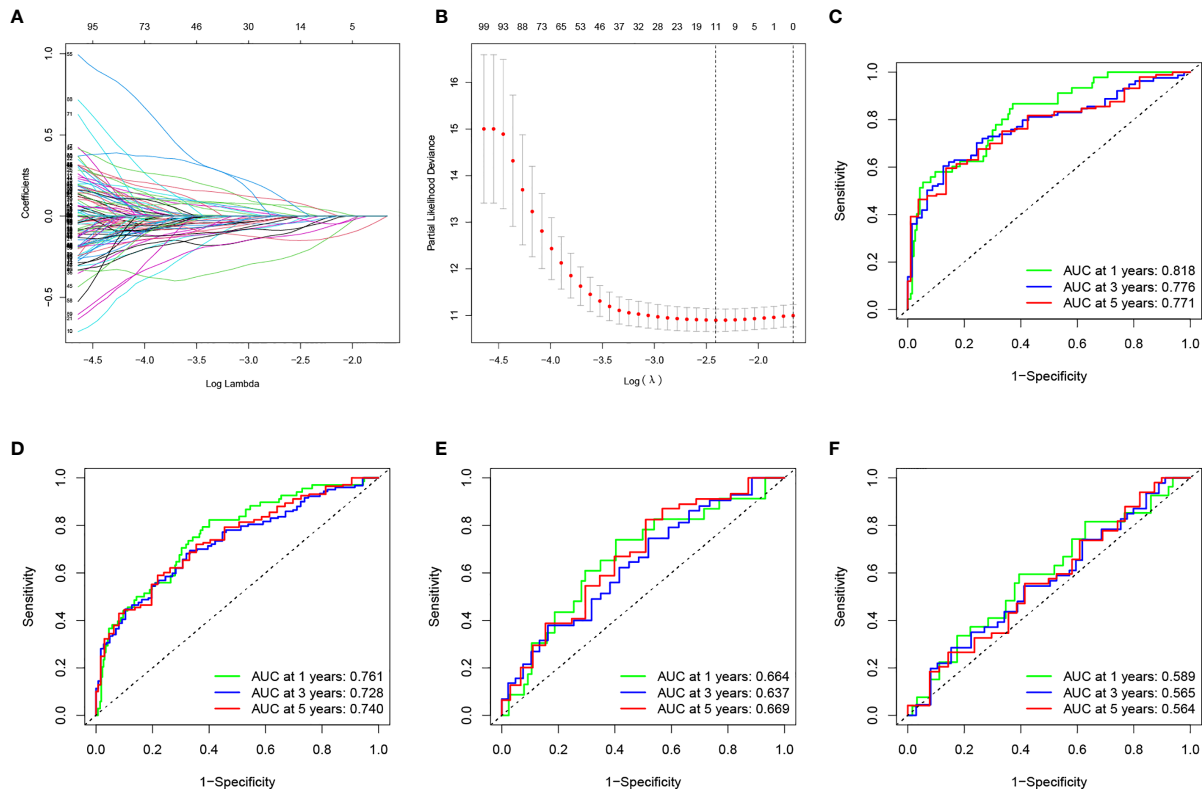 A
95 73 46 30 14 5
1.0
0.5
0.0
−0.5
Coefficients
−4.5 −4.0 −3.5 −3.0 −2.5 −2.0
Log Lambda
B
99 93 88 73 65 53 46 37 32 28 23 19 11 9 5 1 0
16
15
14
13
12
11
Partial Likelihood Deviance
−4.5 −4.0 −3.5 −3.0 −2.5 −2.0
Log(λ)
C
1.0
0.8
0.6
0.4
0.2
0.0
Sensitivity
AUC at 1 years: 0.818
AUC at 3 years: 0.776
AUC at 5 years: 0.771
0.0 0.2 0.4 0.6 0.8 1.0
1−Specificity
D
1.0
0.8
0.6
0.4
0.2
0.0
Sensitivity
AUC at 1 years: 0.761
AUC at 3 years: 0.728
AUC at 5 years: 0.740
0.0 0.2 0.4 0.6 0.8 1.0
1−Specificity
E
1.0
0.8
0.6
0.4
0.2
0.0
Sensitivity
AUC at 1 years: 0.664
AUC at 3 years: 0.637
AUC at 5 years: 0.669
0.0 0.2 0.4 0.6 0.8 1.0
1−Specificity
F
1.0
0.8
0.6
0.4
0.2
0.0
Sensitivity
AUC at 1 years: 0.589
AUC at 3 years: 0.565
AUC at 5 years: 0.564
0.0 0.2 0.4 0.6 0.8 1.0
1−Specificity